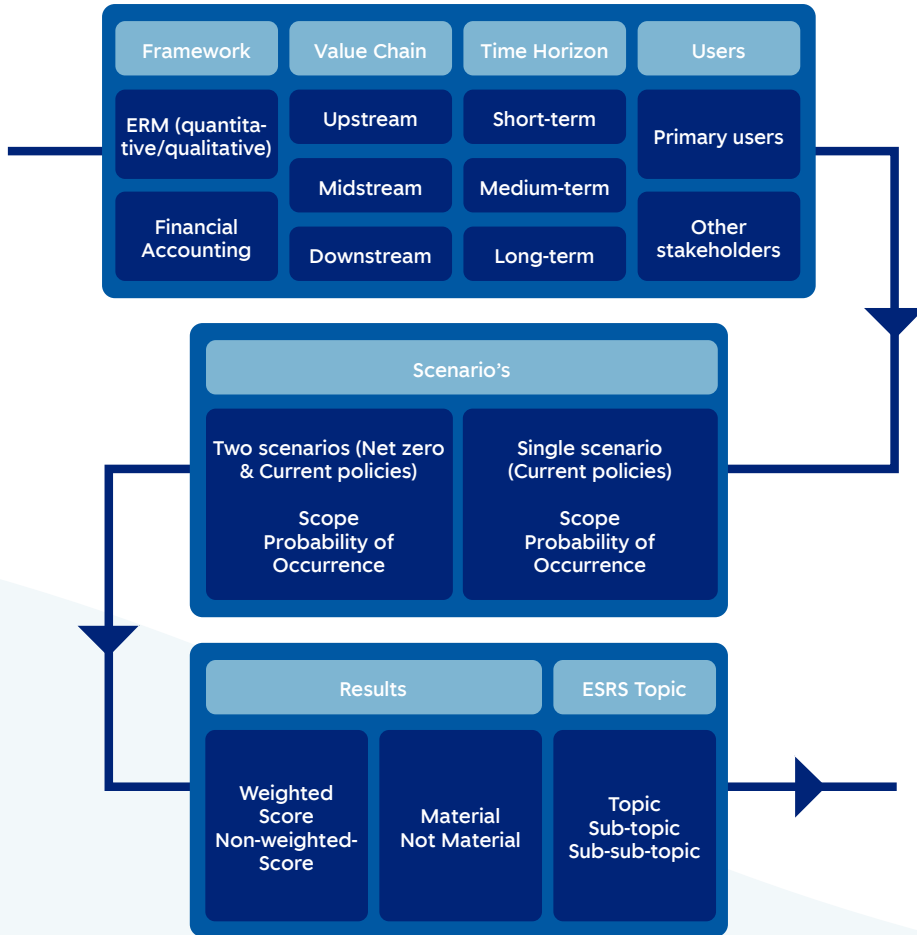 Framework
Value Chain
Time Horizon
Users
ERM (quantita-
tive/qualitative)
Financial
Accounting
Upstream
Midstream
Downstream
Short-term
Medium-term
Long-term
Primary users
Other
stakeholders
Scenario's
Two scenarios (Net zero
& Current policies)
Scope
Probability of
Occurrence
Single scenario
(Current policies)
Scope
Probability of
Occurrence
Results
ESRS Topic
Weighted
Score
Non-weighted-
Score
Material
Not Material
Topic
Sub-topic
Sub-sub-topic